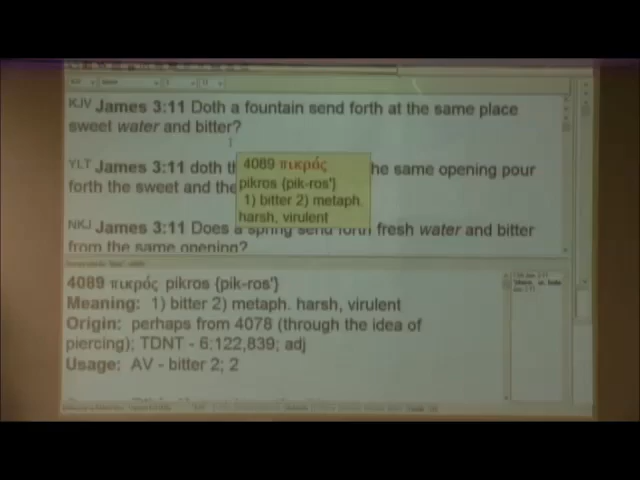 KJV James 3:11 Doth a fountain send forth at the same place
sweet water and bitter?
YLT James 3:11 doth th he same opening pour
forth the sweet and the
4089 πικρός
pikros {pik-ros'}
1) bitter 2) metaph.
harsh, virulent
NKJ James 3:11 Does a spring send forth fresh water and bitter
from the same opening?
4089 πικρός pikros {pik-ros'}
Meaning: 1) bitter 2) metaph. harsh, virulent
Origin: perhaps from 4078 (through the idea of
piercing); TDNT - 6:122,839; adj
Usage: AV - bitter 2; 2